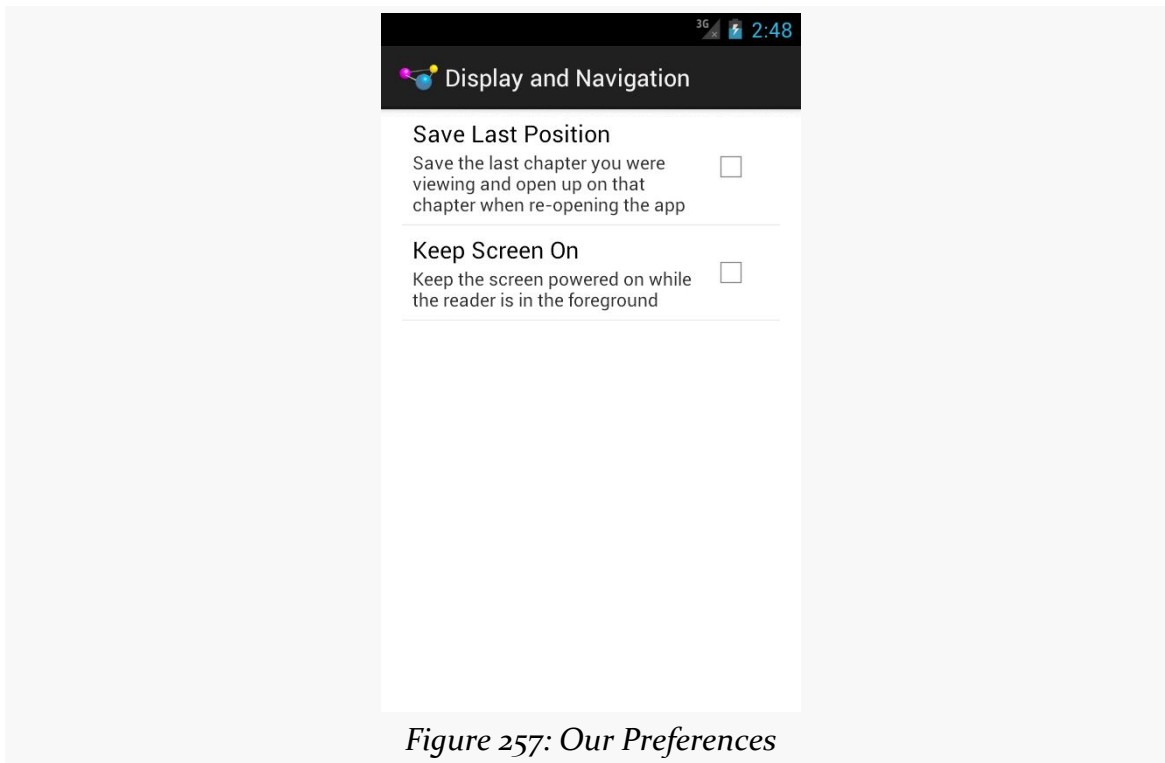 3G 2:48
Display and Navigation
Save Last Position
Save the last chapter you were
viewing and open up on that
chapter when re-opening the app
Keep Screen On
Keep the screen powered on while
the reader is in the foreground
Figure 257: Our Preferences